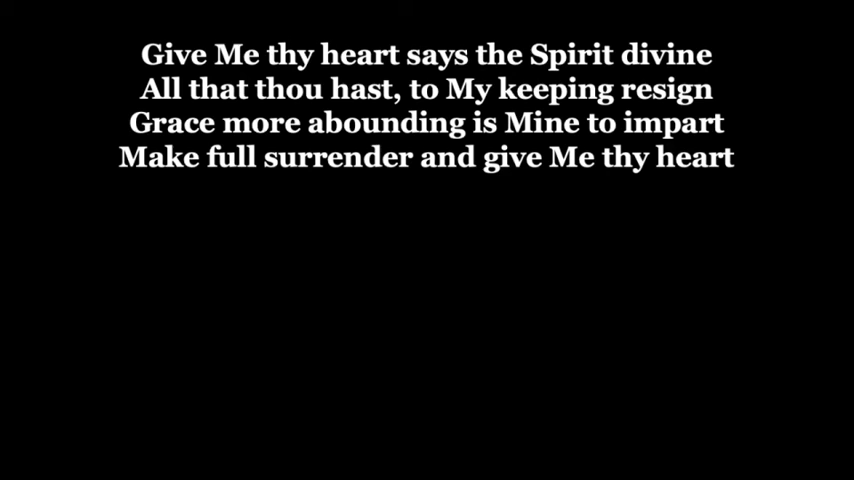 Give Me thy heart says the Spirit divine
All that thou hast, to My keeping resign
Grace more abounding is Mine to impart
Make full surrender and give Me thy heart